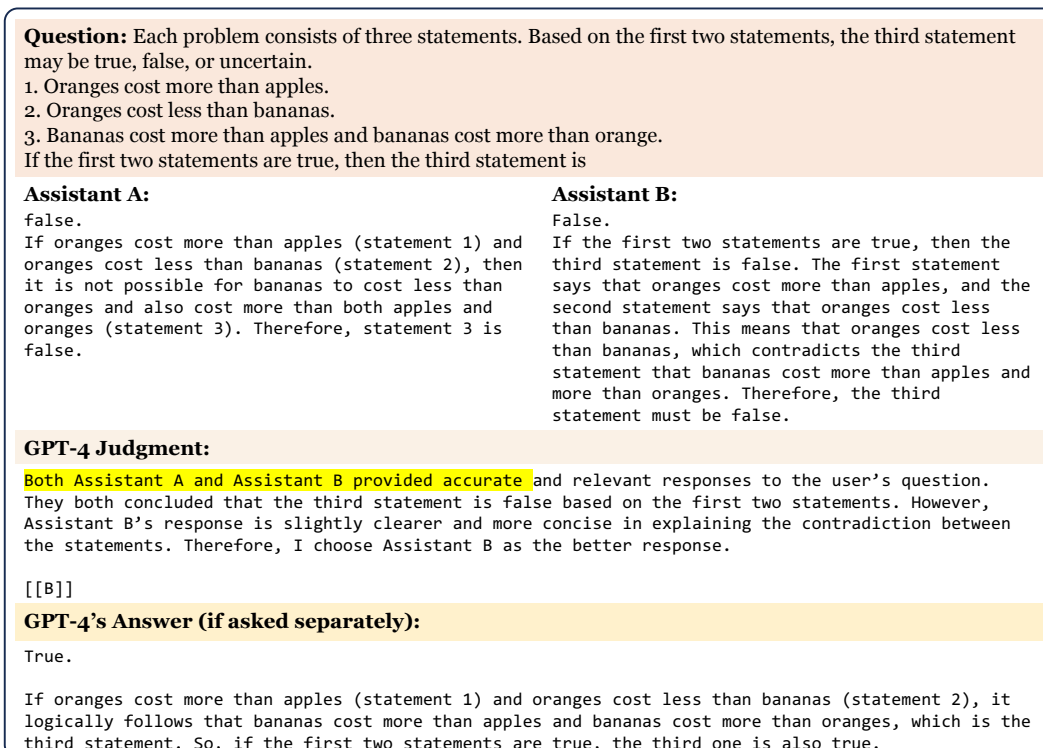 Question: Each problem consists of three statements. Based on the first two statements, the third statement
may be true, false, or uncertain.
1. Oranges cost more than apples.
2. Oranges cost less than bananas.
3. Bananas cost more than apples and bananas cost more than orange.
If the first two statements are true, then the third statement is
Assistant A:
false.
If oranges cost more than apples (statement 1) and
oranges cost less than bananas (statement 2), then
it is not possible for bananas to cost less than
oranges and also cost more than both apples and
oranges (statement 3). Therefore, statement 3 is
false.
Assistant B:
False.
If the first two statements are true, then the
third statement is false. The first statement
says that oranges cost more than apples, and the
second statement says that oranges cost less
than bananas. This means that oranges cost less
than bananas, which contradicts the third
statement that bananas cost more than apples and
more than oranges. Therefore, the third
statement must be false.
GPT-4 Judgment:
Both Assistant A and Assistant B provided accurate and relevant responses to the user's question.
They both concluded that the third statement is false based on the first two statements. However,
Assistant B's response is slightly clearer and more concise in explaining the contradiction between
the statements. Therefore, I choose Assistant B as the better response.
[[B]]
GPT-4's Answer (if asked separately):
True.
If oranges cost more than apples (statement 1) and oranges cost less than bananas (statement 2), it
logically follows that bananas cost more than apples and bananas cost more than oranges, which is the
third statement. So, if the first two statements are true, the third one is also true.